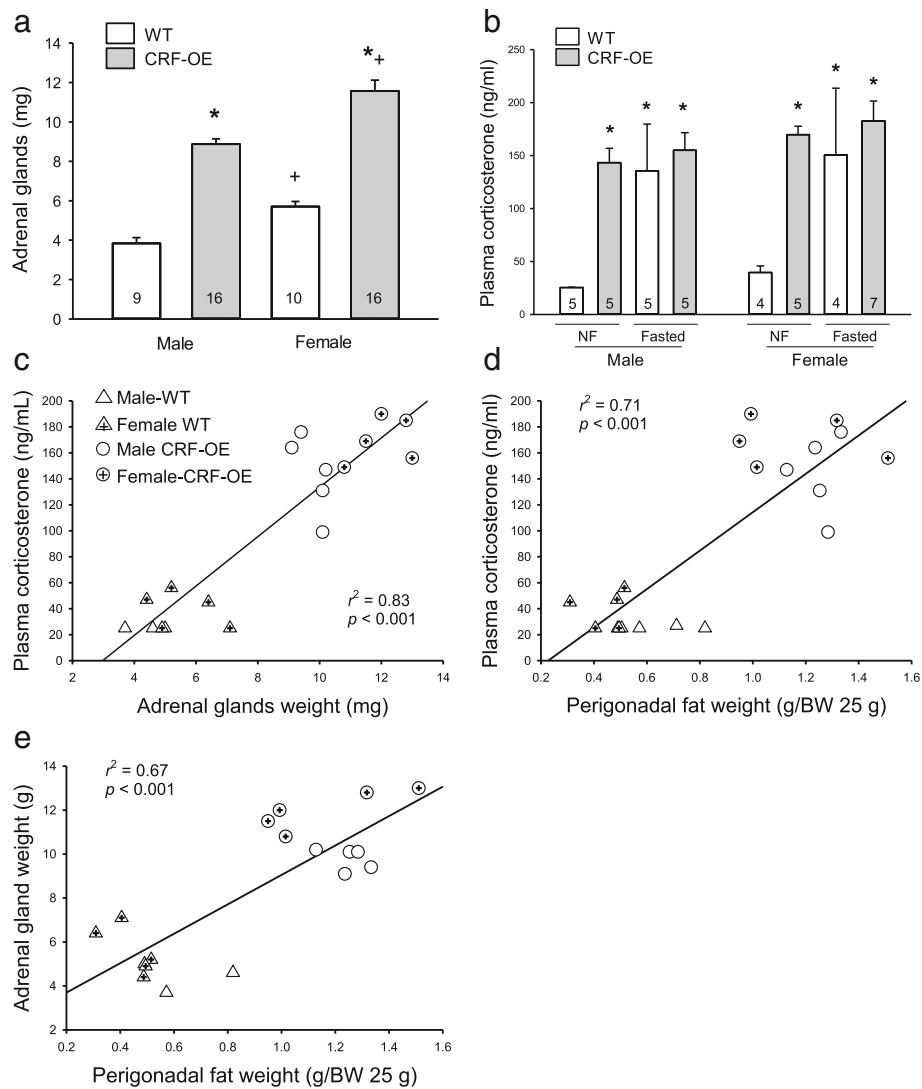 a
WT
CRF-OE
Adrenal glands (mg)
14
12
10
8
6
4
2
0
* 
+
*+
9
16
10
16
Male
Female
b
WT
CRF-OE
Plasma corticosterone (ng/ml)
250
200
150
100
50
0
* * * * * *
5
5
5
5
4
5
4
7
NF
Fasted
NF
Fasted
Male
Female
c
Male-WT
Female WT
Male CRF-OE
Female-CRF-OE
Plasma corticosterone (ng/mL)
200
180
160
140
120
100
80
60
40
20
0
r² = 0.83
p < 0.001
2 4 6 8 10 12 14
Adrenal glands weight (mg)
d
r² = 0.71
p < 0.001
Plasma corticosterone (ng/ml)
200
180
160
140
120
100
80
60
40
20
0
0.2 0.4 0.6 0.8 1.0 1.2 1.4 1.6
Perigonadal fat weight (g/BW 25 g)
e
r² = 0.67
p < 0.001
Adrenal gland weight (g)
14
12
10
8
6
4
2
0.2 0.4 0.6 0.8 1.0 1.2 1.4 1.6
Perigonadal fat weight (g/BW 25 g)